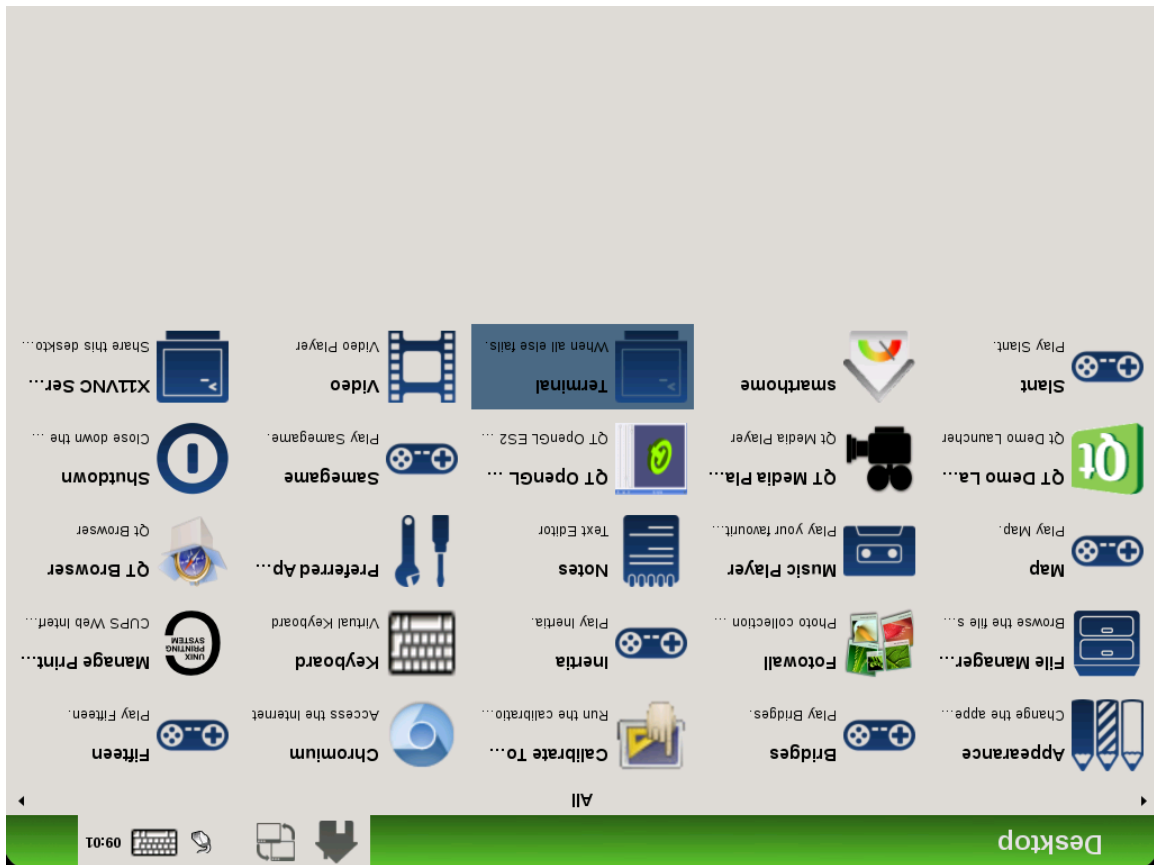 Desktop
09:01
All
Appearance
Change the appe...
Bridges
Play Bridges.
Calibrate To...
Run the calibratio...
Chromium
Access the Internet
Fifteen
Play Fifteen.
File Manager...
Browse the file s...
Fotowall
Photo collection ...
Inertia
Play Inertia.
Keyboard
Virtual Keyboard
UNIX
PRINTING
SYSTEM
Manage Print...
CUPS Web Interf...
Map
Play Map.
Music Player
Play your favourit...
Notes
Text Editor
Preferred Ap...
QT Browser
Qt Browser
Qt
QT Demo La...
Qt Demo Launcher
QT Media Pla...
Qt Media Player
QT OpenGL ...
QT OpenGL ES2 ...
Samegame
Play Samegame.
Shutdown
Close down the ...
Slant
Play Slant.
smarthome
Terminal
When all else fails.
Video
Video Player
X11VNC Ser...
Share this deskto...